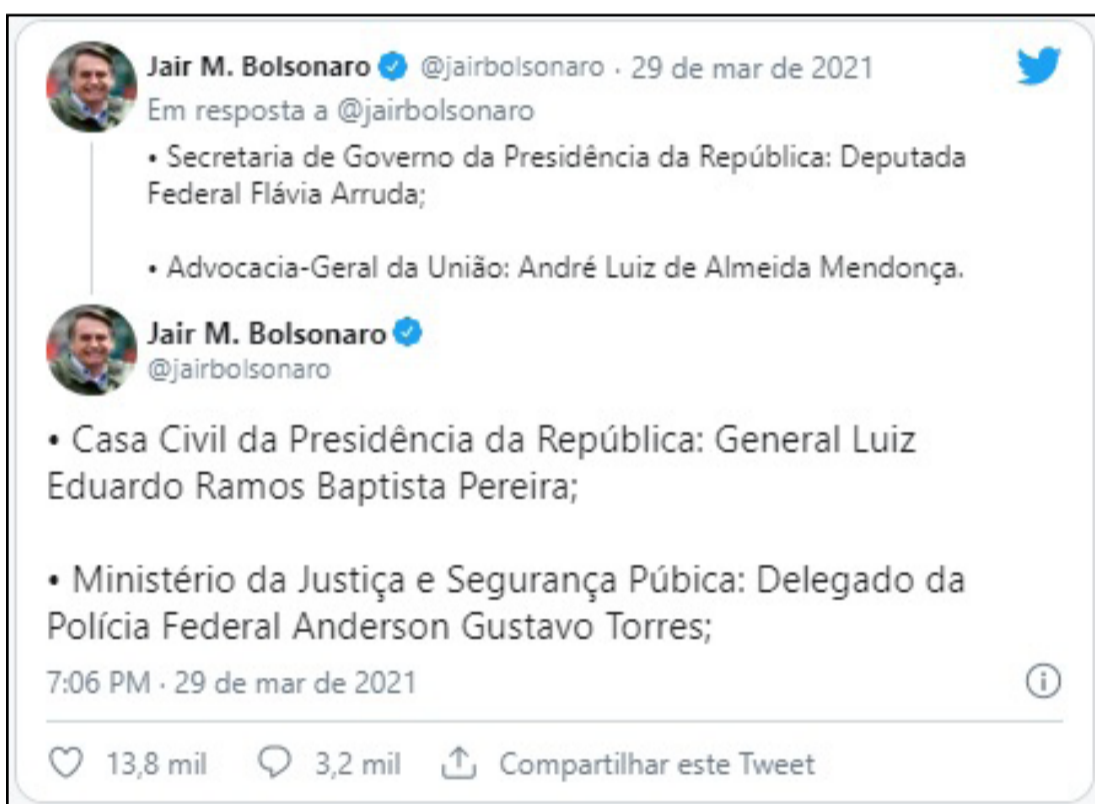 Jair M. Bolsonaro @jairbolsonaro · 29 de mar de 2021
Em resposta a @jairbolsonaro
• Secretaria de Governo da Presidência da República: Deputada
Federal Flávia Arruda;
• Advocacia-Geral da União: André Luiz de Almeida Mendonça.
Jair M. Bolsonaro
@jairbolsonaro
• Casa Civil da Presidência da República: General Luiz
Eduardo Ramos Baptista Pereira;
• Ministério da Justiça e Segurança Púbica: Delegado da
Polícia Federal Anderson Gustavo Torres;
7:06 PM · 29 de mar de 2021
13,8 mil 3,2 mil Compartilhar este Tweet